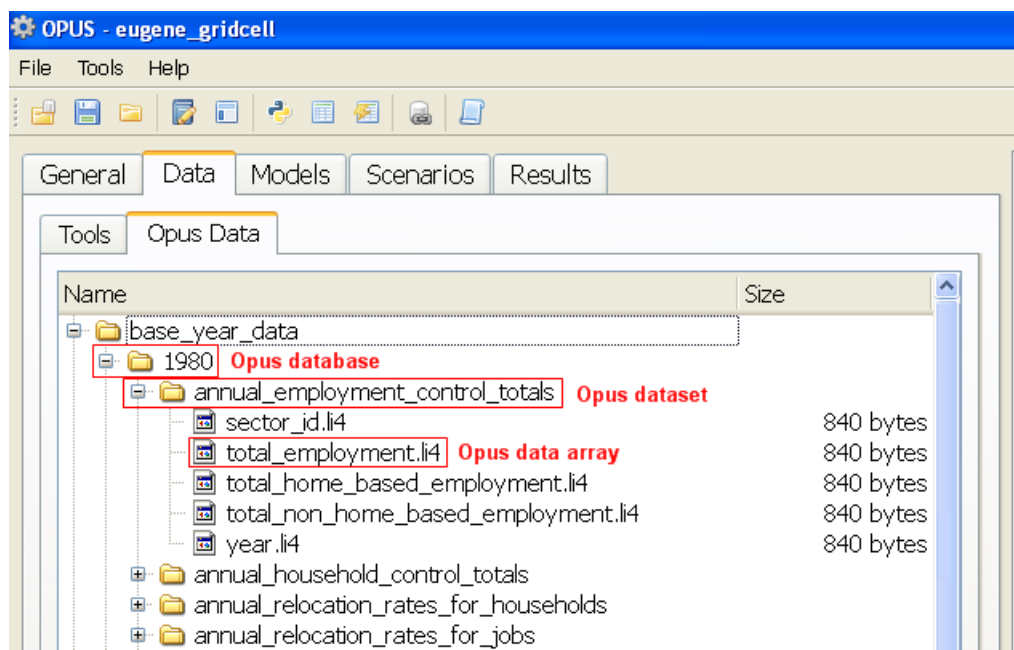 OPUS - eugene_gridcell
File Tools Help
General Data Models Scenarios Results
Tools Opus Data
Name Size
base_year_data
1980 Opus database
annual_employment_control_totals Opus dataset
sector_id.li4 840 bytes
total_employment.li4 Opus data array 840 bytes
total_home_based_employment.li4 840 bytes
total_non_home_based_employment.li4 840 bytes
year.li4 840 bytes
annual_household_control_totals
annual_relocation_rates_for_households
annual_relocation_rates_for_jobs